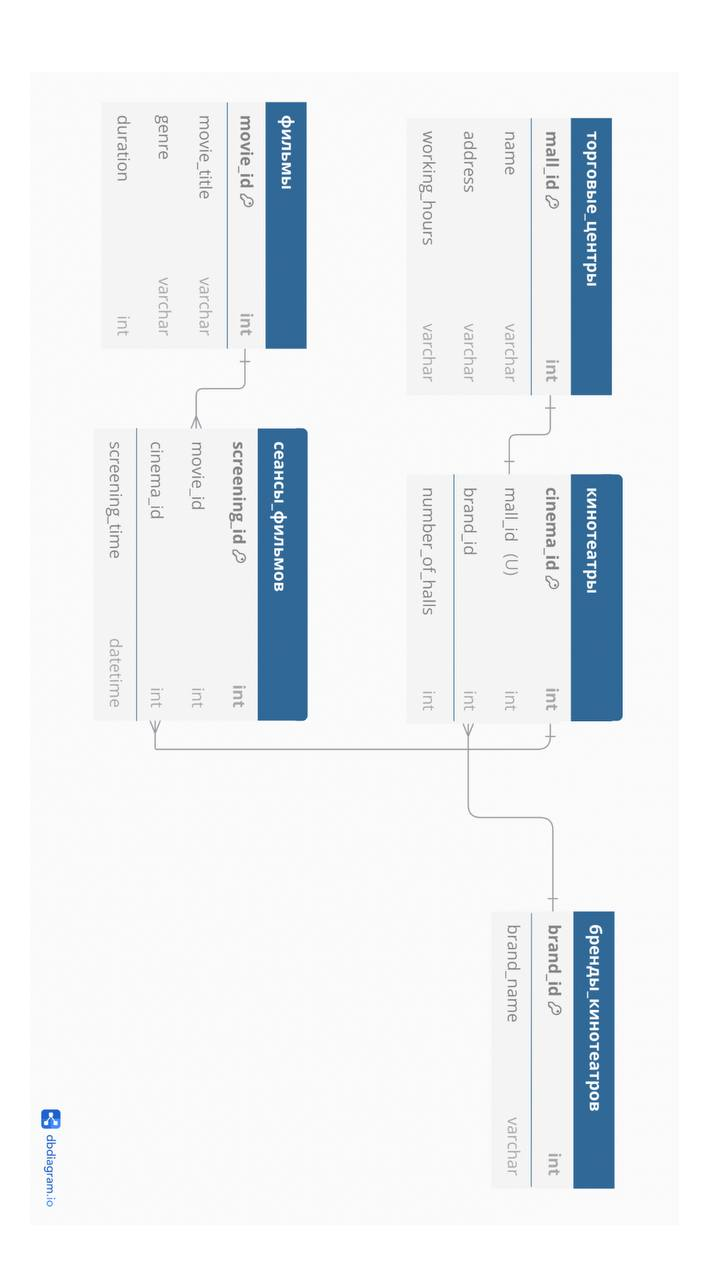 торговые_центры
mall_id int
name varchar
address varchar
working_hours varchar
кинотеатры
cinema_id int
mall_id (U) int
brand_id int
number_of_halls int
бренды_кинотеатров
brand_id int
brand_name varchar
фильмы
movie_id int
movie_title varchar
genre varchar
duration int
сеансы_фильмов
screening_id int
movie_id int
cinema_id int
screening_time datetime
dbdiagram.io